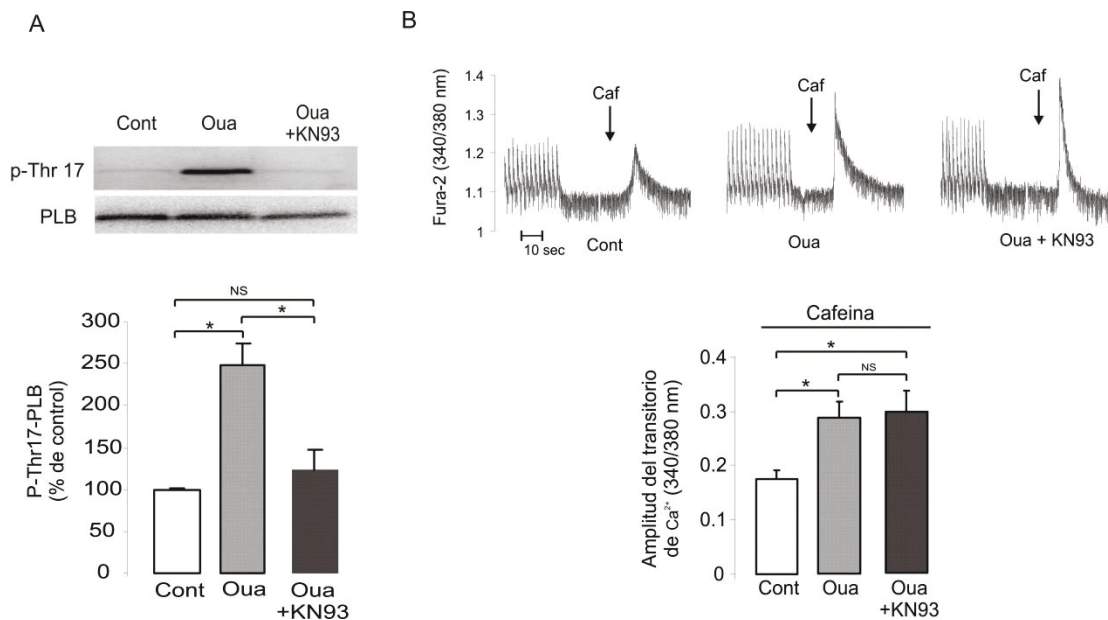 A
Cont
Oua
Oua
+KN93
p-Thr 17
PLB
NS
*
*
300
250
200
150
100
50
0
P-Thr17-PLB
(% de control)
Cont
Oua
Oua
+KN93
B
1.4
1.3
1.2
1.1
1
Fura-2 (340/380 nm)
Caf
Caf
Caf
10 sec
Cont
Oua
Oua + KN93
Cafeina
*
*
NS
0.4
0.3
0.2
0.1
0
Amplitud del transitorio
de Ca²⁺ (340/380 nm)
Cont
Oua
Oua
+KN93